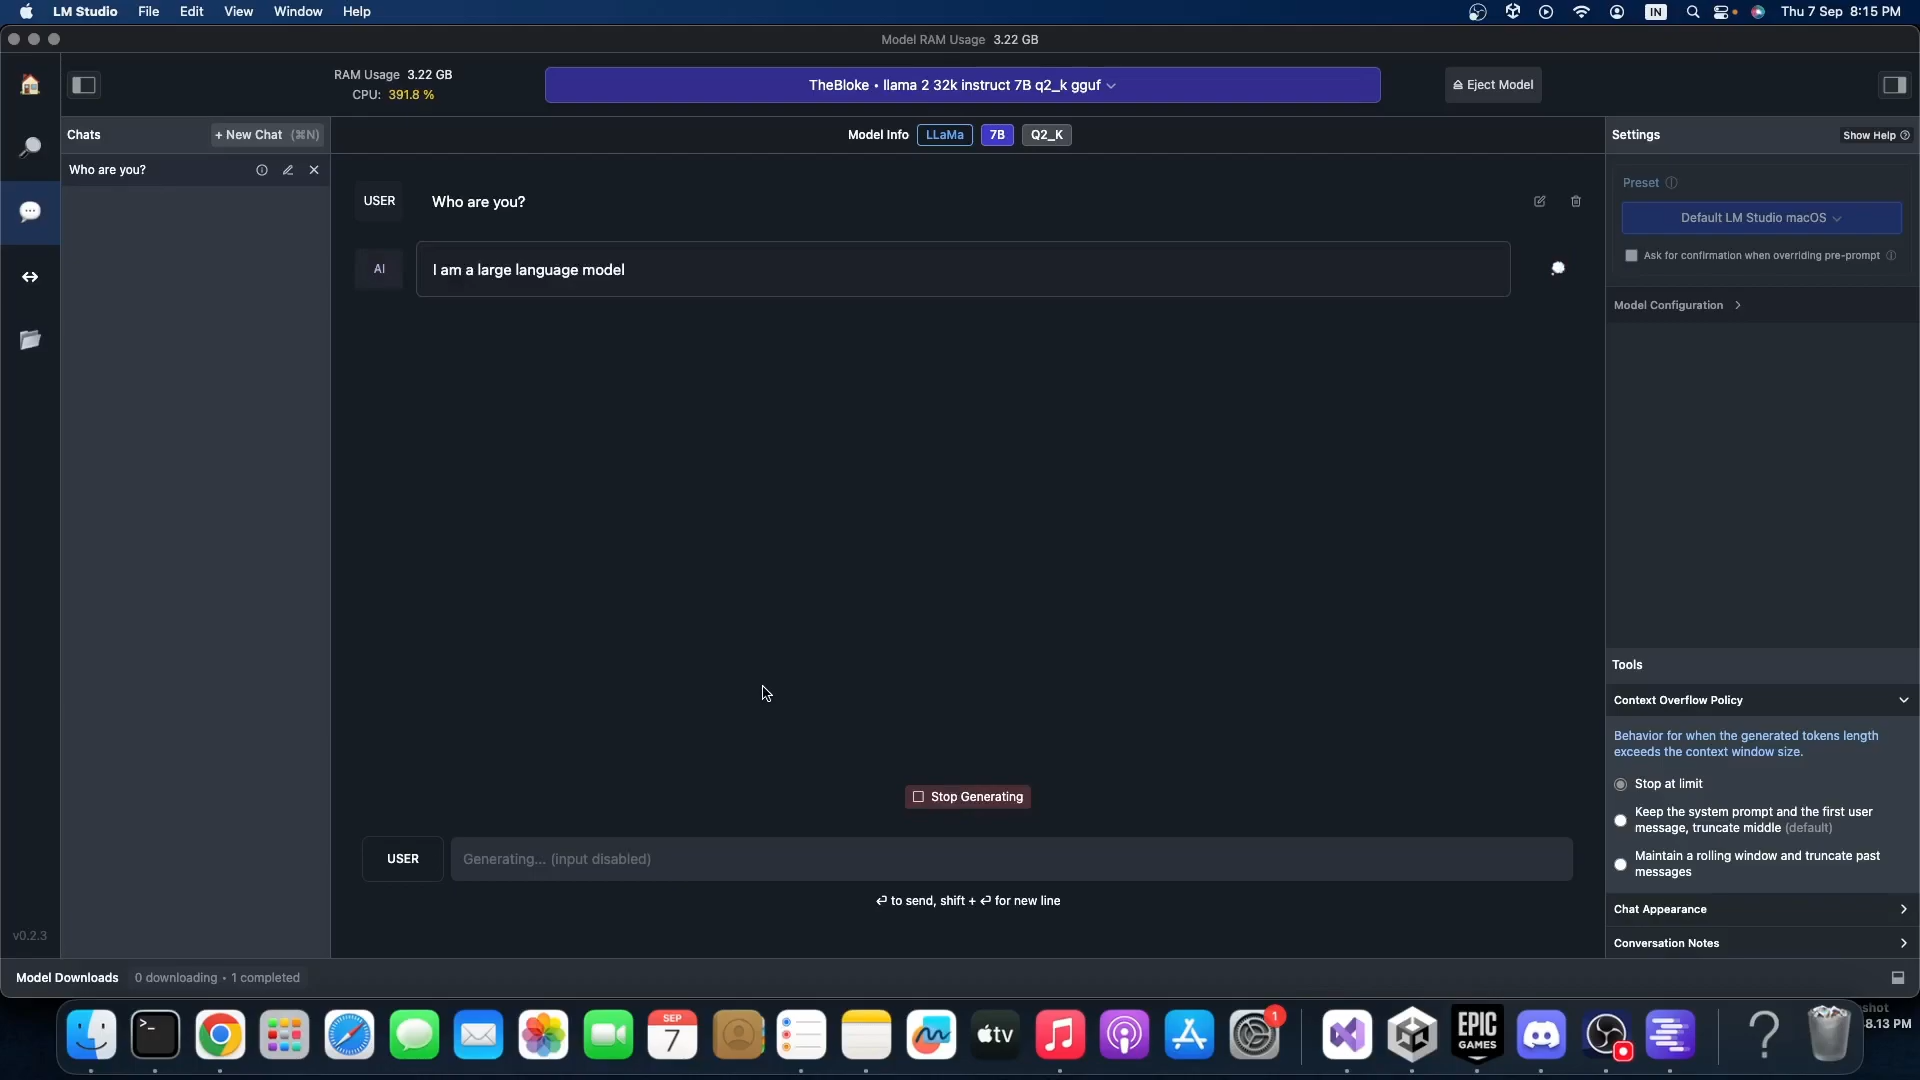 LM Studio File Edit View Window Help IN Thu 7 Sep 8:15 PM
Model RAM Usage 3.22 GB
RAM Usage 3.22 GB
CPU: 391.8 %
TheBloke • llama 2 32k instruct 7B q2_k gguf
Eject Model
Chats
+ New Chat (⌘N)
Model Info LLaMa 7B Q2_K
Settings
Show Help
Who are you?
USER
Who are you?
AI
I am a large language model
Preset
Default LM Studio macOS
Ask for confirmation when overriding pre-prompt
Model Configuration
Tools
Context Overflow Policy
Behavior for when the generated tokens length
exceeds the context window size.
Stop at limit
Keep the system prompt and the first user
message, truncate middle (default)
Maintain a rolling window and truncate past
messages
Chat Appearance
Conversation Notes
Stop Generating
USER
Generating... (input disabled)
⏎ to send, shift + ⏎ for new line
v0.2.3
Model Downloads 0 downloading • 1 completed
SEP
7
tv
1
EPIC
GAMES
shot
8.13 PM